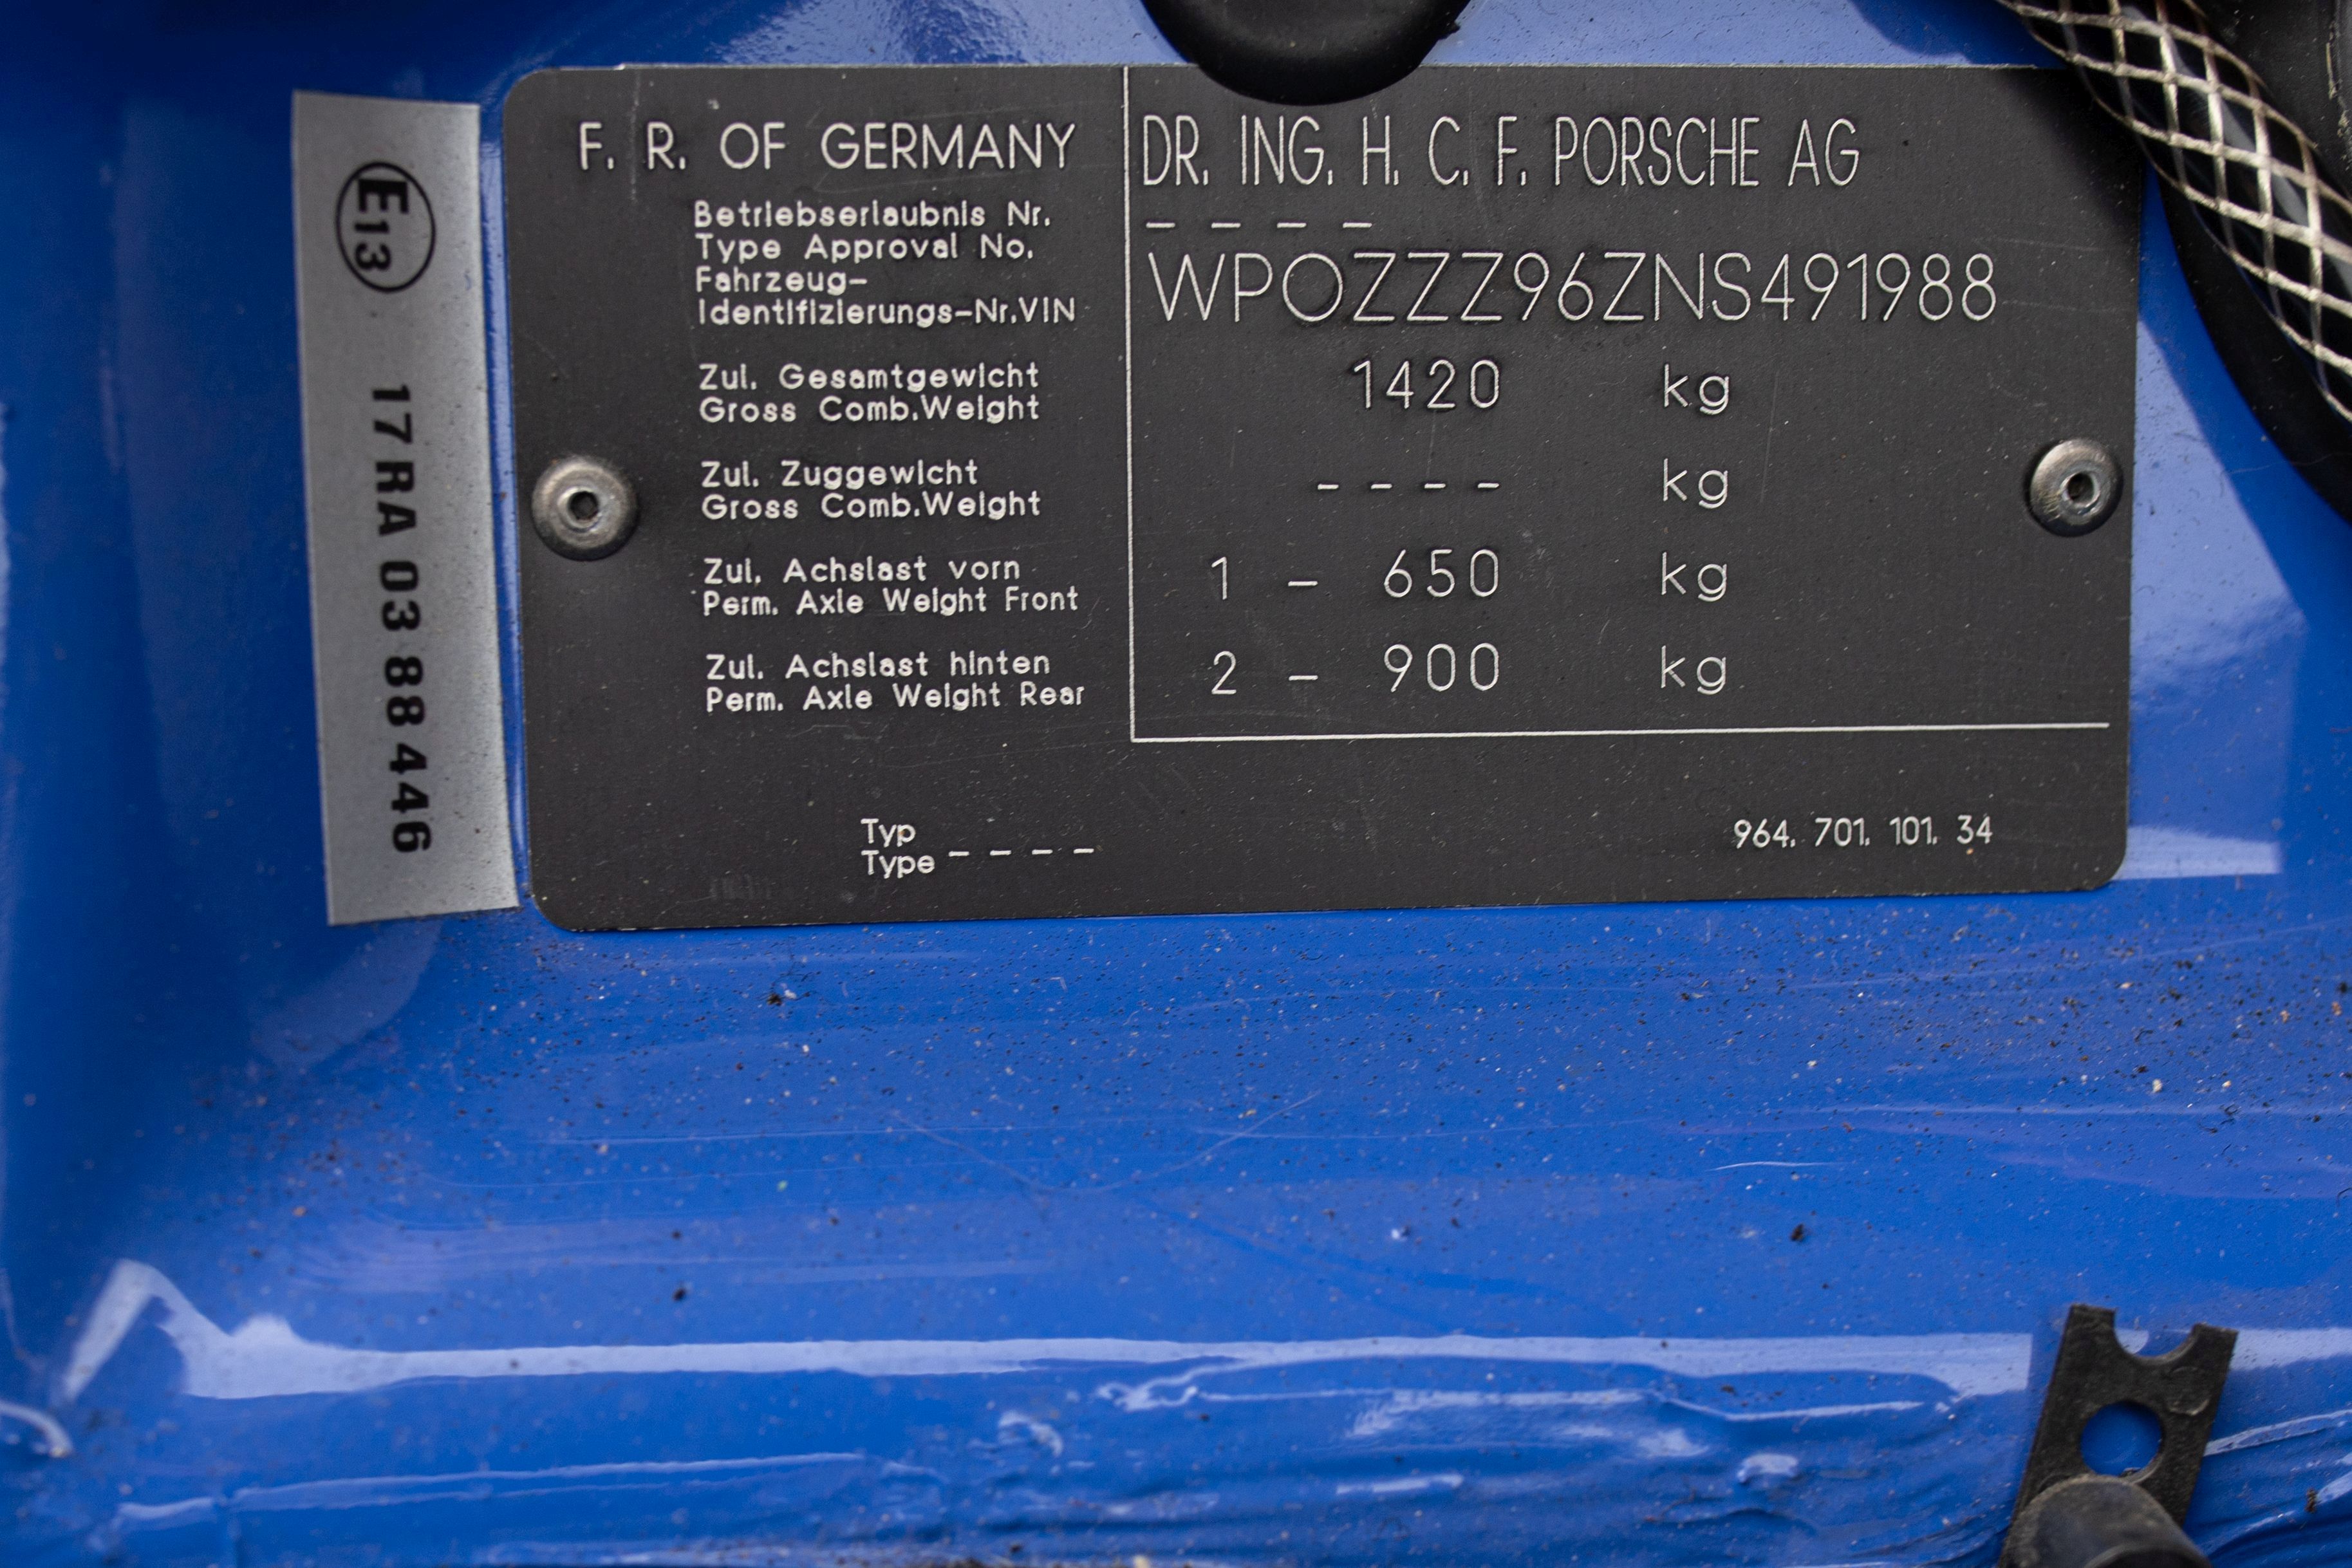 E13
17 RA 03 88 446
F. R. OF GERMANY
DR. ING. H. C. F. PORSCHE AG
Betriebserlaubnis Nr.
Type Approval No.
- - - -
Fahrzeug-
Identifizierungs-Nr.VIN
WPOZZZ96ZNS491988
Zul. Gesamtgewicht
Gross Comb.Weight
1420 kg
Zul. Zuggewicht
Gross Comb.Weight
- - - - kg
Zul. Achslast vorn
Perm. Axle Weight Front
1 - 650 kg
Zul. Achslast hinten
Perm. Axle Weight Rear
2 - 900 kg
Typ
Type - - - -
964. 701. 101. 34